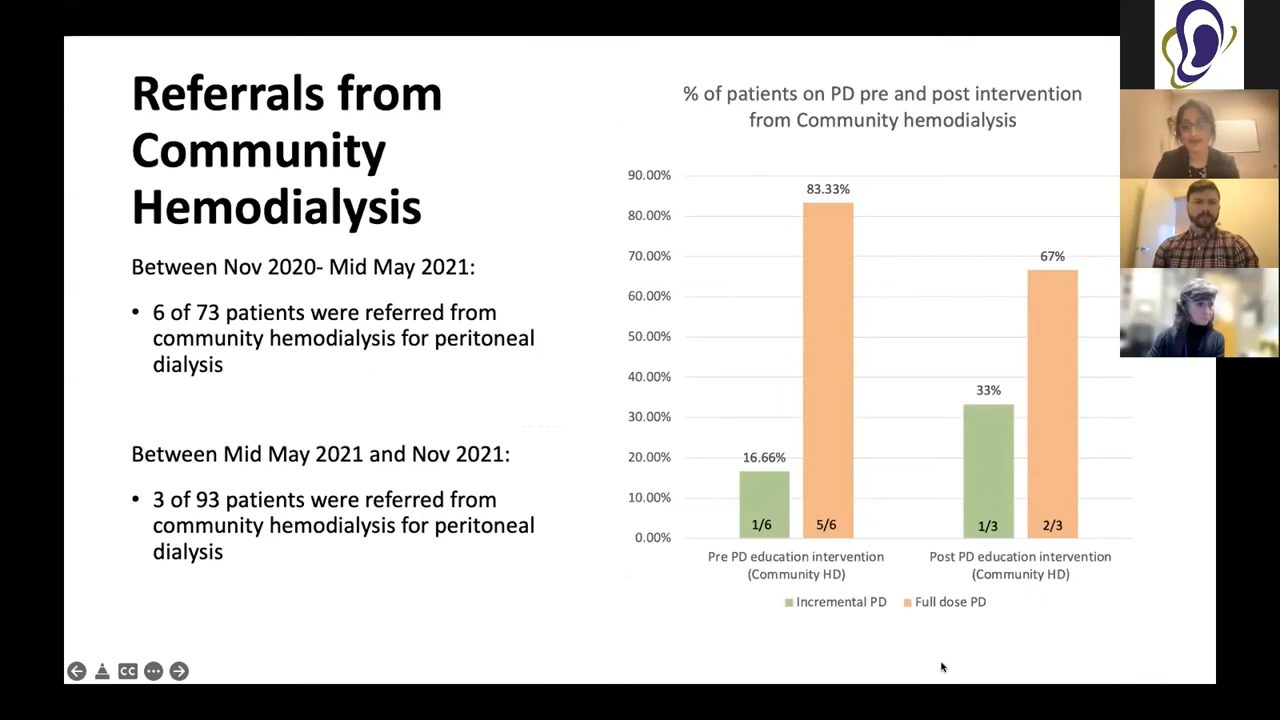 Referrals from
Community
Hemodialysis
Between Nov 2020- Mid May 2021:
• 6 of 73 patients were referred from
community hemodialysis for peritoneal
dialysis
Between Mid May 2021 and Nov 2021:
• 3 of 93 patients were referred from
community hemodialysis for peritoneal
dialysis
% of patients on PD pre and post intervention
from Community hemodialysis
90.00%
80.00%
70.00%
60.00%
50.00%
40.00%
30.00%
20.00%
10.00%
0.00%
83.33%
67%
33%
16.66%
1/6
5/6
1/3
2/3
Pre PD education intervention
(Community HD)
Post PD education intervention
(Community HD)
Incremental PD
Full dose PD
CC